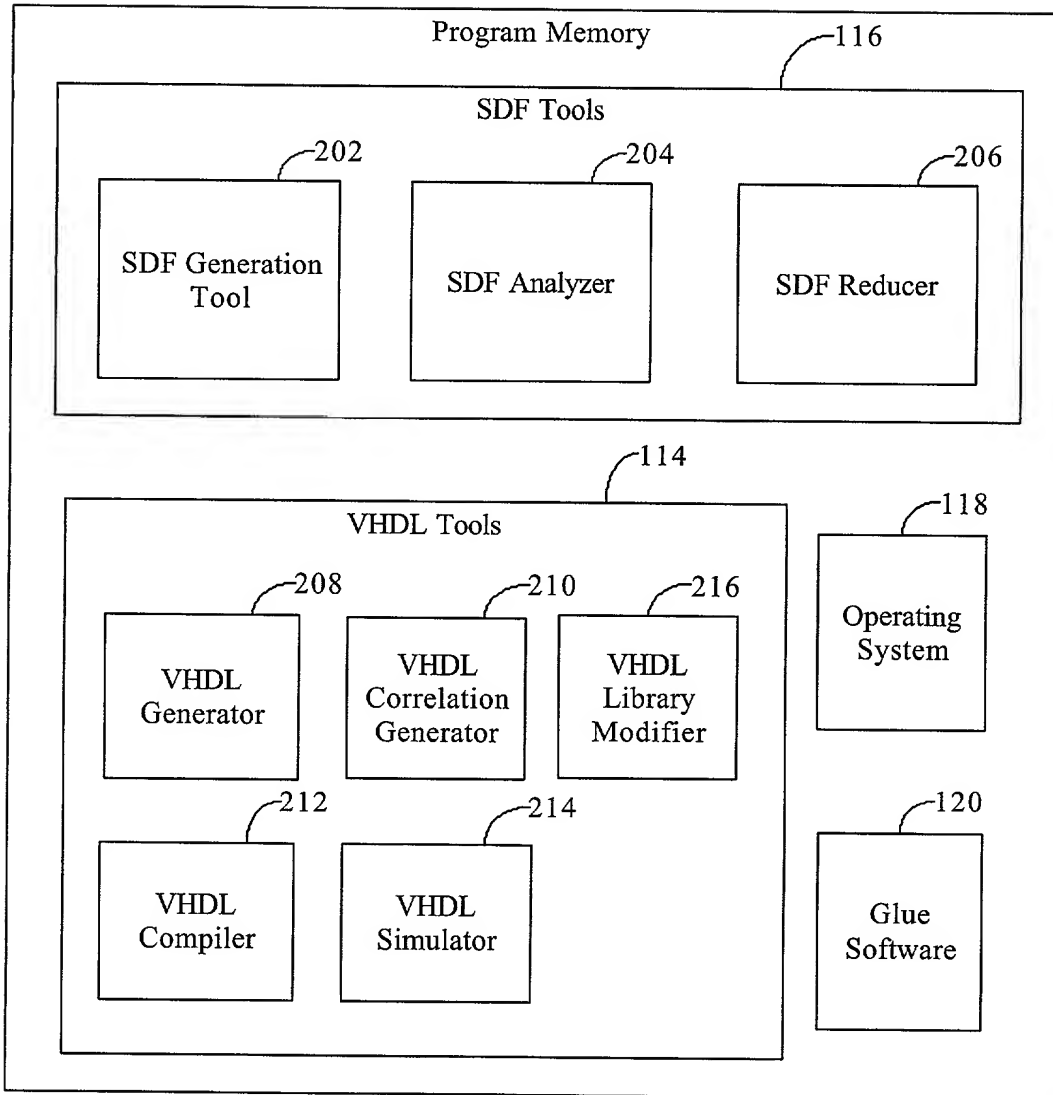 Program Memory
116
SDF Tools
202
204
206
SDF Generation
Tool
SDF Analyzer
SDF Reducer
114
VHDL Tools
118
208
210
216
Operating
System
VHDL
Generator
VHDL
Correlation
Generator
VHDL
Library
Modifier
212
214
120
VHDL
Compiler
VHDL
Simulator
Glue
Software